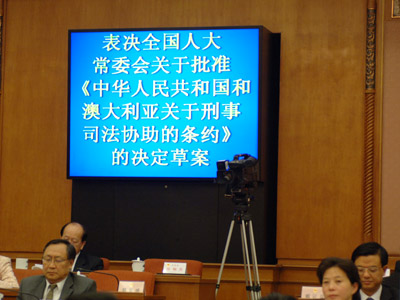 表决全国人大
常委会关于批准
《中华人民共和国和
澳大利亚关于刑事
司法协助的条约》
的决定草案